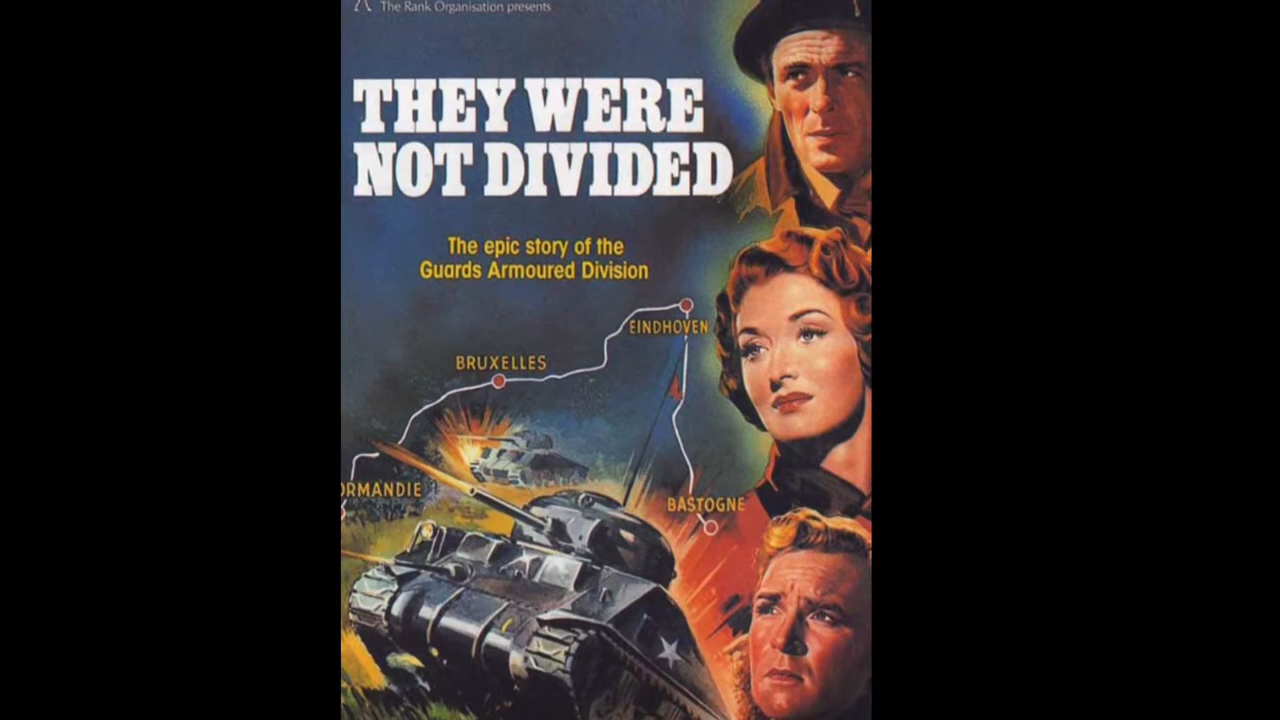 The Rank Organisation presents
THEY WERE
NOT DIVIDED
The epic story of the
Guards Armoured Division
EINDHOVEN
BRUXELLES
ORMANDIE
BASTOGNE